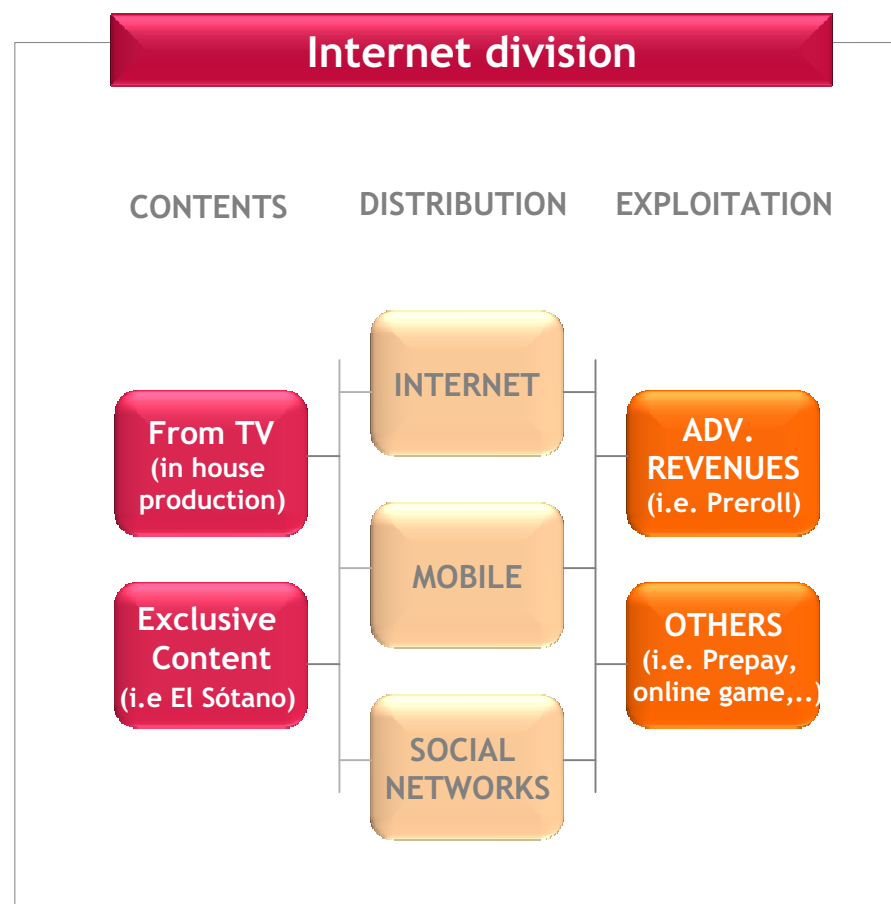 Internet division
CONTENTS
DISTRIBUTION
EXPLOITATION
From TV
(in house
production)
Exclusive
Content
(i.e El Sótano)
INTERNET
MOBILE
SOCIAL
NETWORKS
ADV.
REVENUES
(i.e. Preroll)
OTHERS
(i.e. Prepay,
online game,..)